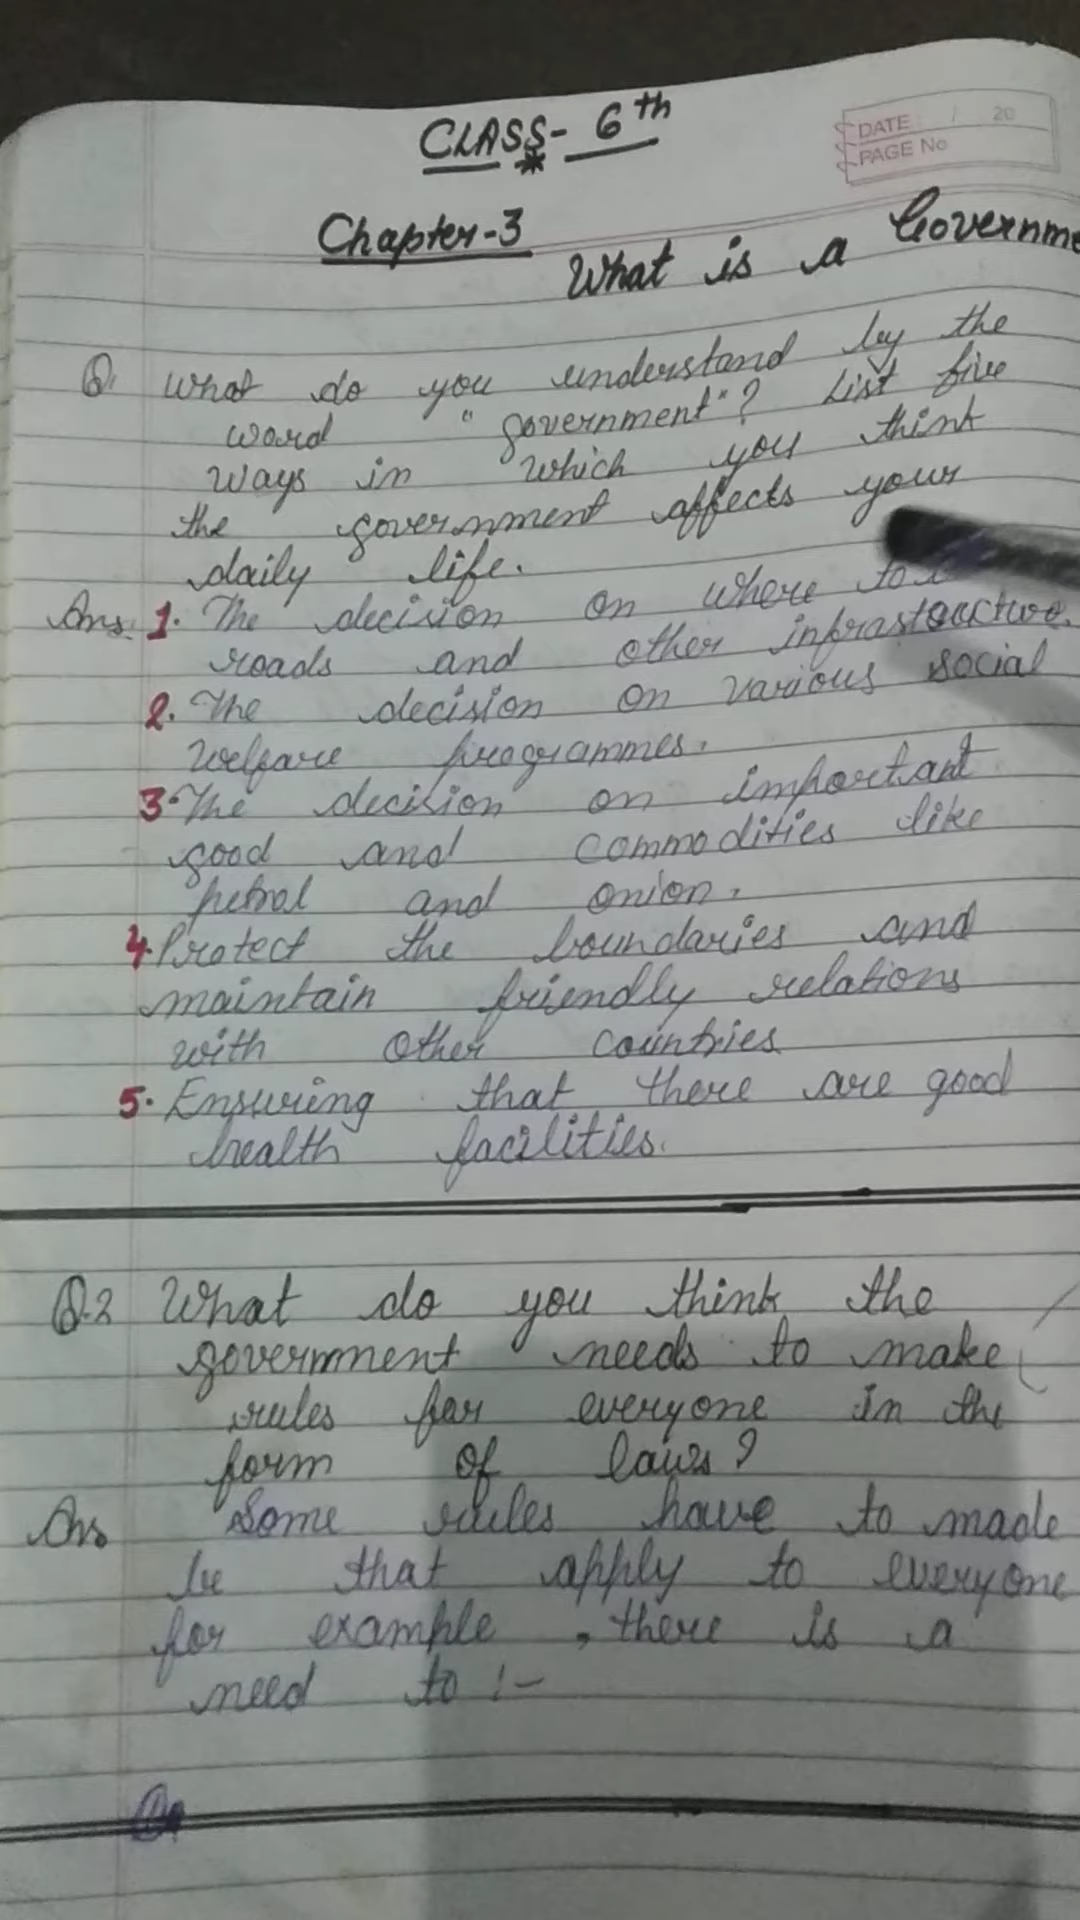 CLASS- 6th
DATE / 20
PAGE No
Chapter-3
What is a Governme
Q. What do you understand by the
word "government"? List five
ways in which you think
the government affects your
daily life.
Ans. 1. The decision on where to
roads and other infrastructure.
2. The decision on various social
welfare programmes.
3. The decision on important
good and commodities like
petrol and onion.
4. Protect the boundaries and
maintain friendly relations
with other countries
5. Ensuring that there are good
health facilities.
Q.2 What do you think the
government needs to make
rules for everyone in the
form of laws?
Ans Some rules have to made
be that apply to everyone
for example, there is a
need to :-